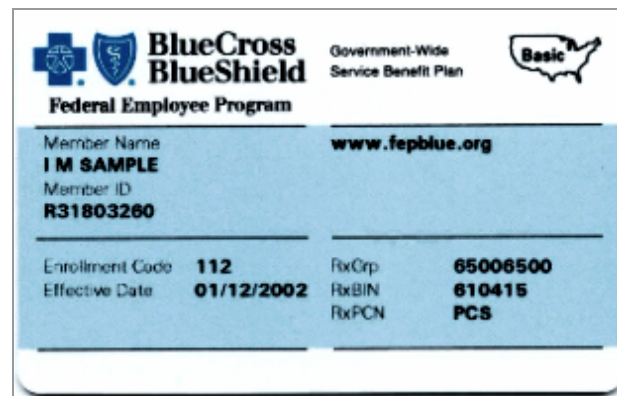 BlueCross
BlueShield
Federal Employee Program
Government-Wide
Service Benefit Plan
Basic
Member Name
I M SAMPLE
Member ID
R31803260
www.fepblue.org
Enrollment Code 112
Effective Date 01/12/2002
RxGrp 65006500
RxBIN 610415
RxPCN PCS